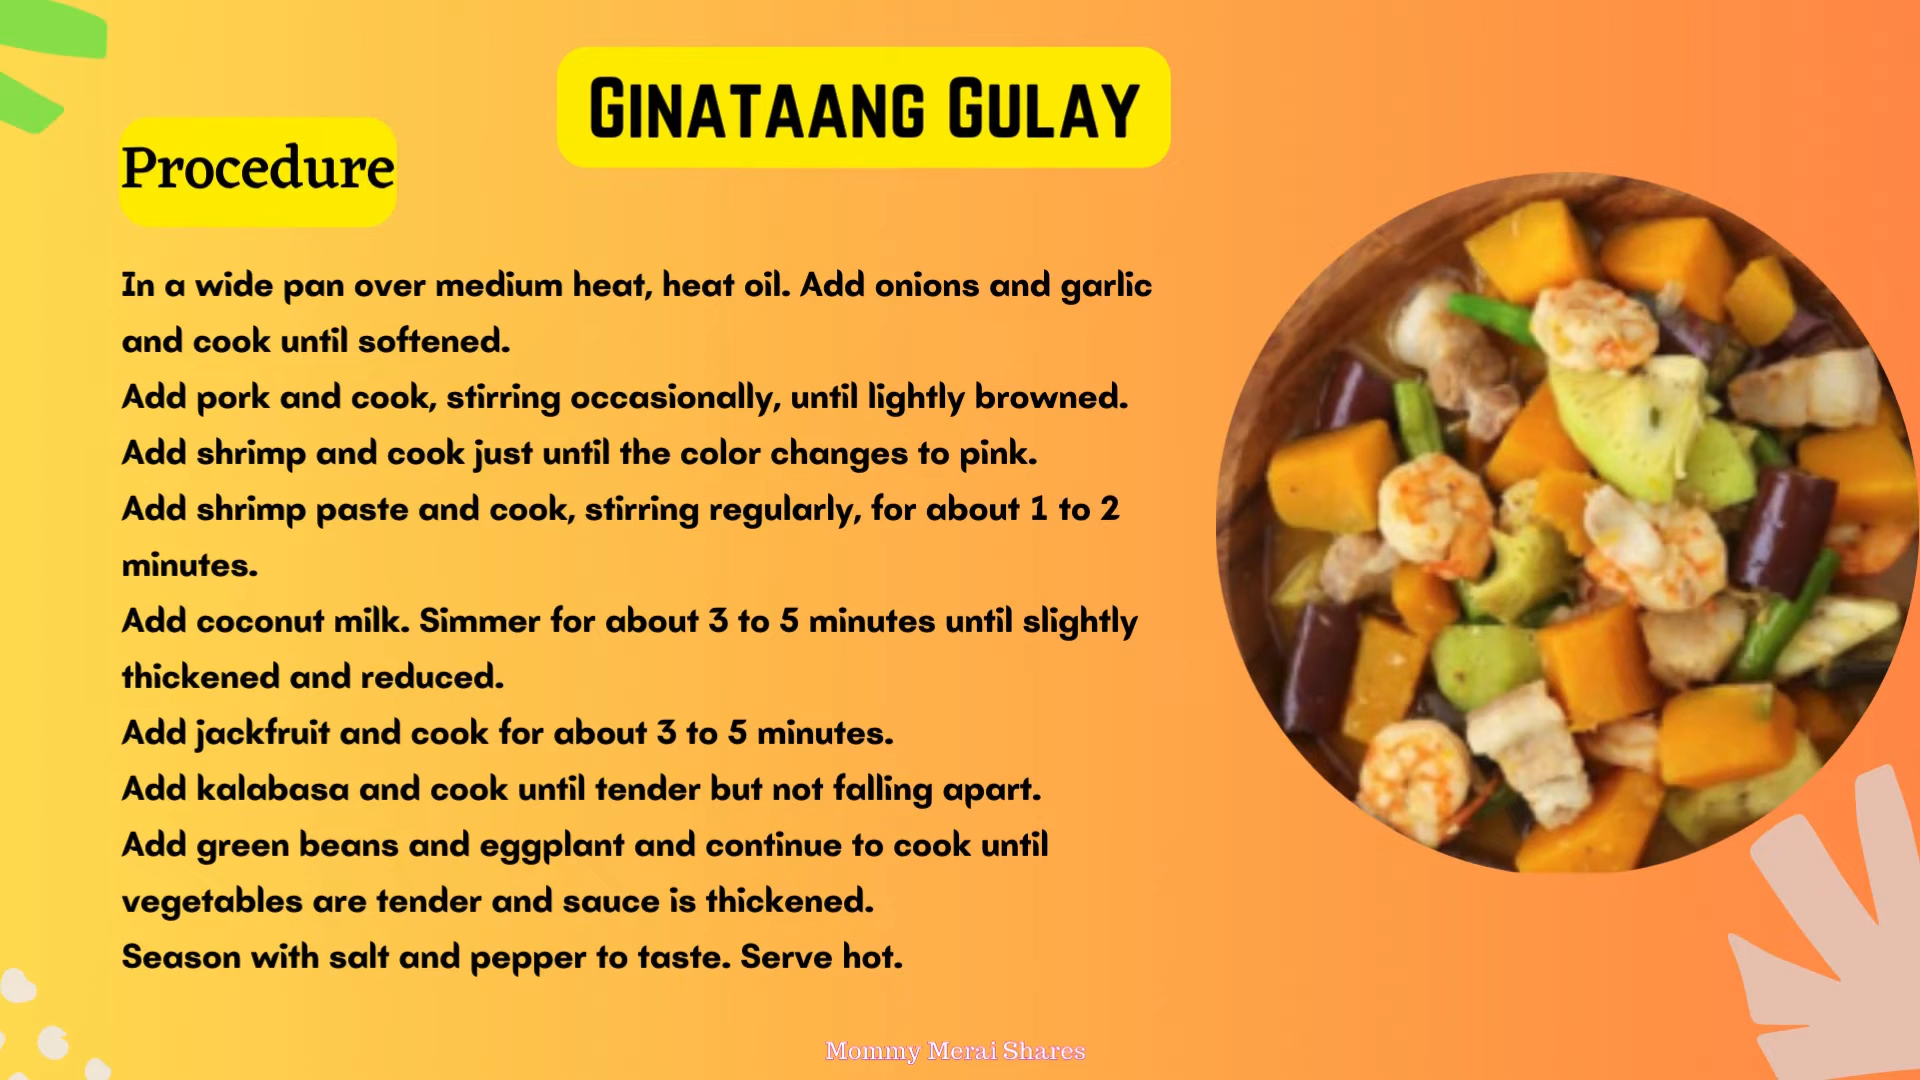 Ginataang Gulay
Procedure
In a wide pan over medium heat, heat oil. Add onions and garlic
and cook until softened.
Add pork and cook, stirring occasionally, until lightly browned.
Add shrimp and cook just until the color changes to pink.
Add shrimp paste and cook, stirring regularly, for about 1 to 2
minutes.
Add coconut milk. Simmer for about 3 to 5 minutes until slightly
thickened and reduced.
Add jackfruit and cook for about 3 to 5 minutes.
Add kalabasa and cook until tender but not falling apart.
Add green beans and eggplant and continue to cook until
vegetables are tender and sauce is thickened.
Season with salt and pepper to taste. Serve hot.
Mommy Merai Shares